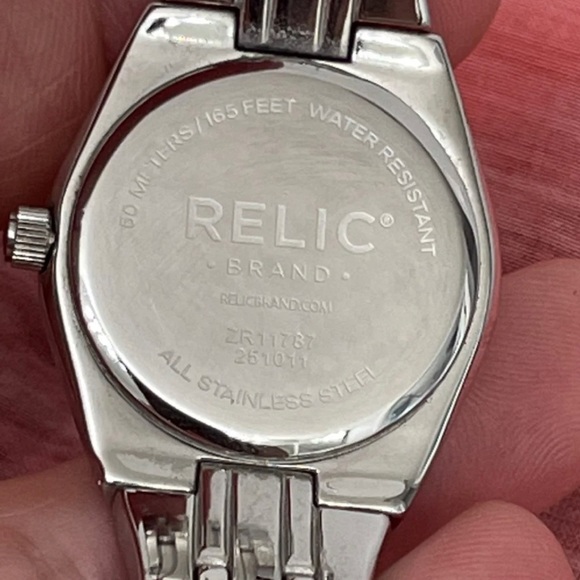 50 METERS / 165 FEET WATER RESISTANT
RELIC®
• BRAND •
RELICBRAND.COM
ZR11787
251011
ALL STAINLESS STEEL